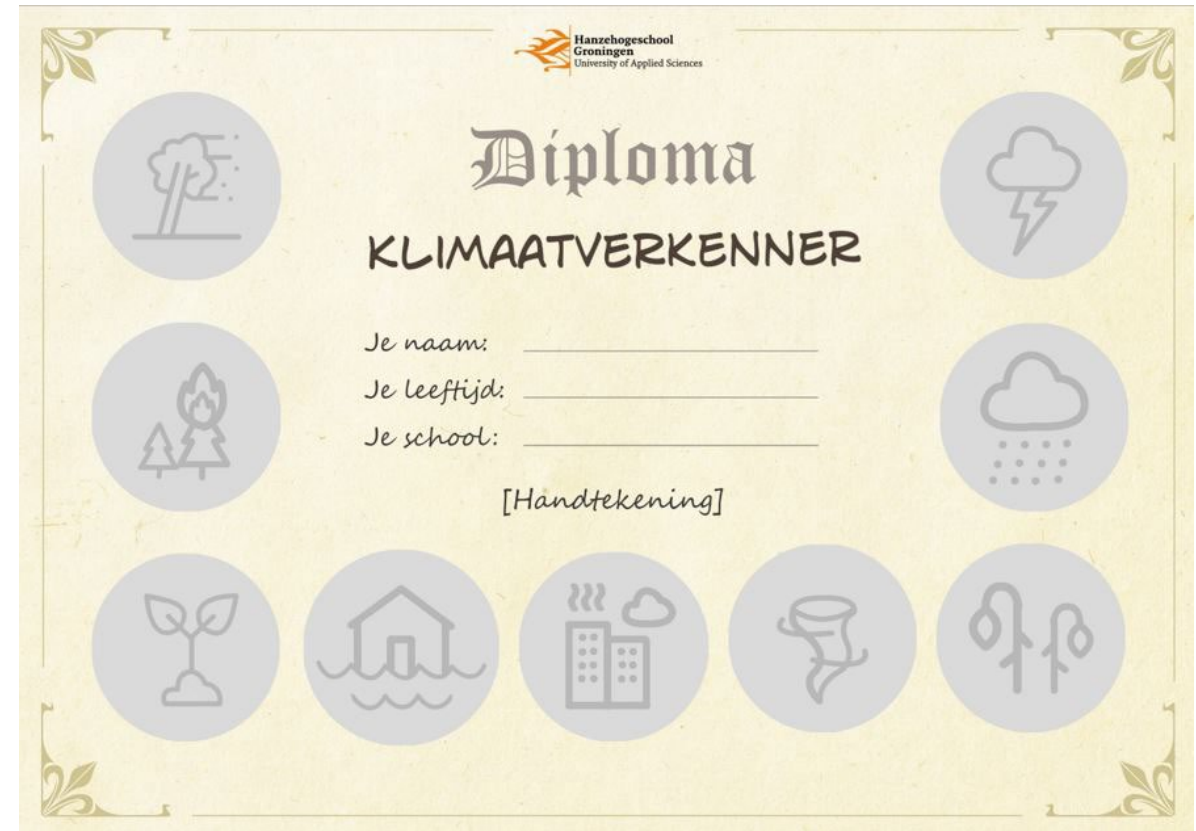 Hanzehogeschool
Groningen
University of Applied Sciences
Diploma
KLIMAATVERKENNER
Je naam:
Je leeftijd:
Je school:
[Handtekening]